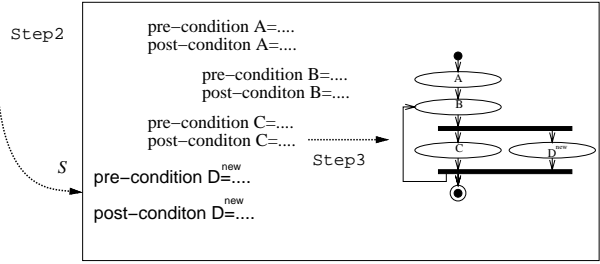 Step2
pre-condition A=....
post-conditon A=....
pre-condition B=....
post-conditon B=....
pre-condition C=....
post-conditon C=....
Step3
S
new
pre-condition D=....
new
post-conditon D=....
A
B
C
D new